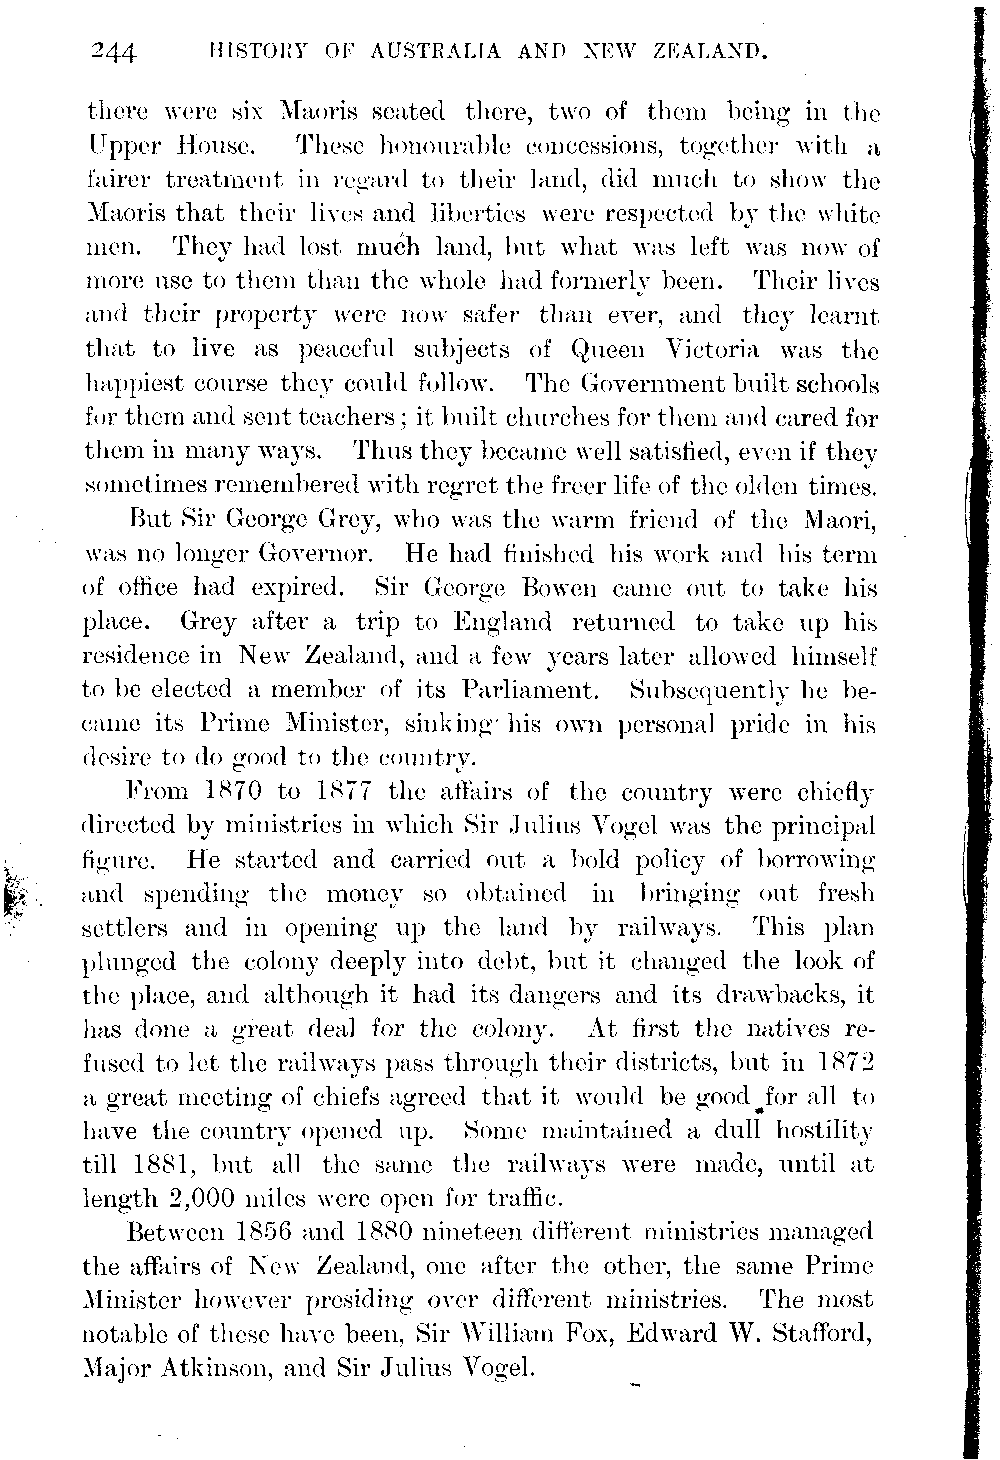 244 HISTORY OF AUSTRALIA AND NEW ZEALAND.
there were six Maoris seated there, two of them being in the
Upper House. These honourable concessions, together with a
fairer treatment in regard to their land, did much to show the
Maoris that their lives and liberties were respected by the white
men. They had lost much land, but what was left was now of
more use to them than the whole had formerly been. Their lives
and their property were now safer than ever, and they learnt
that to live as peaceful subjects of Queen Victoria was the
happiest course they could follow. The Government built schools
for them and sent teachers; it built churches for them and cared for
them in many ways. Thus they became well satisfied, even if they
sometimes remembered with regret the freer life of the olden times.
But Sir George Grey, who was the warm friend of the Maori,
was no longer Governor. He had finished his work and his term
of office had expired. Sir George Bowen came out to take his
place. Grey after a trip to England returned to take up his
residence in New Zealand, and a few years later allowed himself
to be elected a member of its Parliament. Subsequently he be-
came its Prime Minister, sinking his own personal pride in his
desire to do good to the country.
From 1870 to 1877 the affairs of the country were chiefly
directed by ministries in which Sir Julius Vogel was the principal
figure. He started and carried out a bold policy of borrowing
and spending the money so obtained in bringing out fresh
settlers and in opening up the land by railways. This plan
plunged the colony deeply into debt, but it changed the look of
the place, and although it had its dangers and its drawbacks, it
has done a great deal for the colony. At first the natives re-
fused to let the railways pass through their districts, but in 1872
a great meeting of chiefs agreed that it would be good for all to
have the country opened up. Some maintained a dull hostility
till 1881, but all the same the railways were made, until at
length 2,000 miles were open for traffic.
Between 1856 and 1880 nineteen different ministries managed
the affairs of New Zealand, one after the other, the same Prime
Minister however presiding over different ministries. The most
notable of these have been, Sir William Fox, Edward W. Stafford,
Major Atkinson, and Sir Julius Vogel.